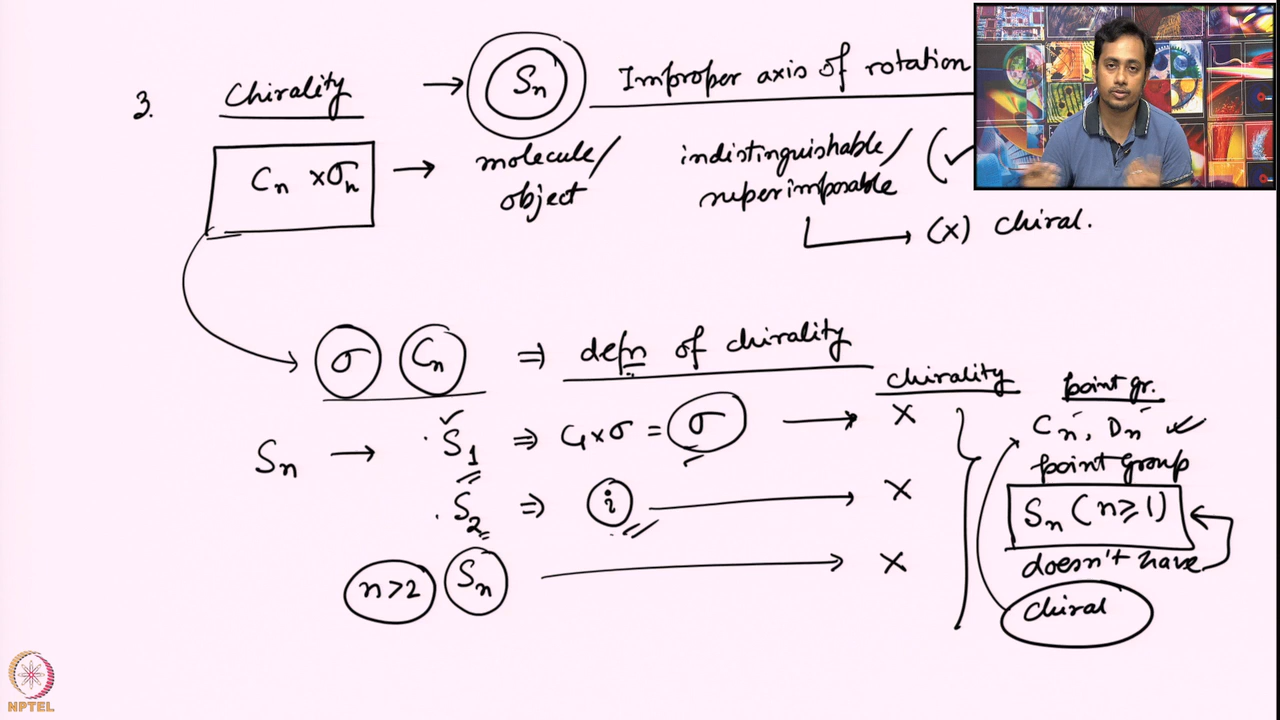 3. Chirality → Sn Improper axis of rotation
Cn × σh → molecule/ object indistinguishable/ superimposable (✓
(x) chiral.
σ Cn ⇒ defn of chirality
chirality point gr.
Sn → S1 ⇒ C1 × σ = σ → × Cn, Dn ✓
point group
S2 ⇒ i → × Sn (n ≥ 1)
doesn't have
n > 2 Sn → × chiral
NPTEL